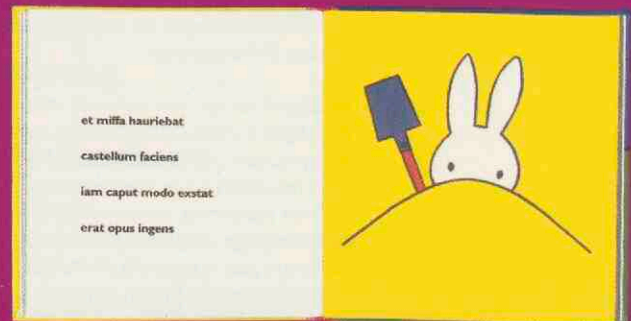 et miffa hauriebat
castellum faciens
iam caput modo exstat
erat opus ingens